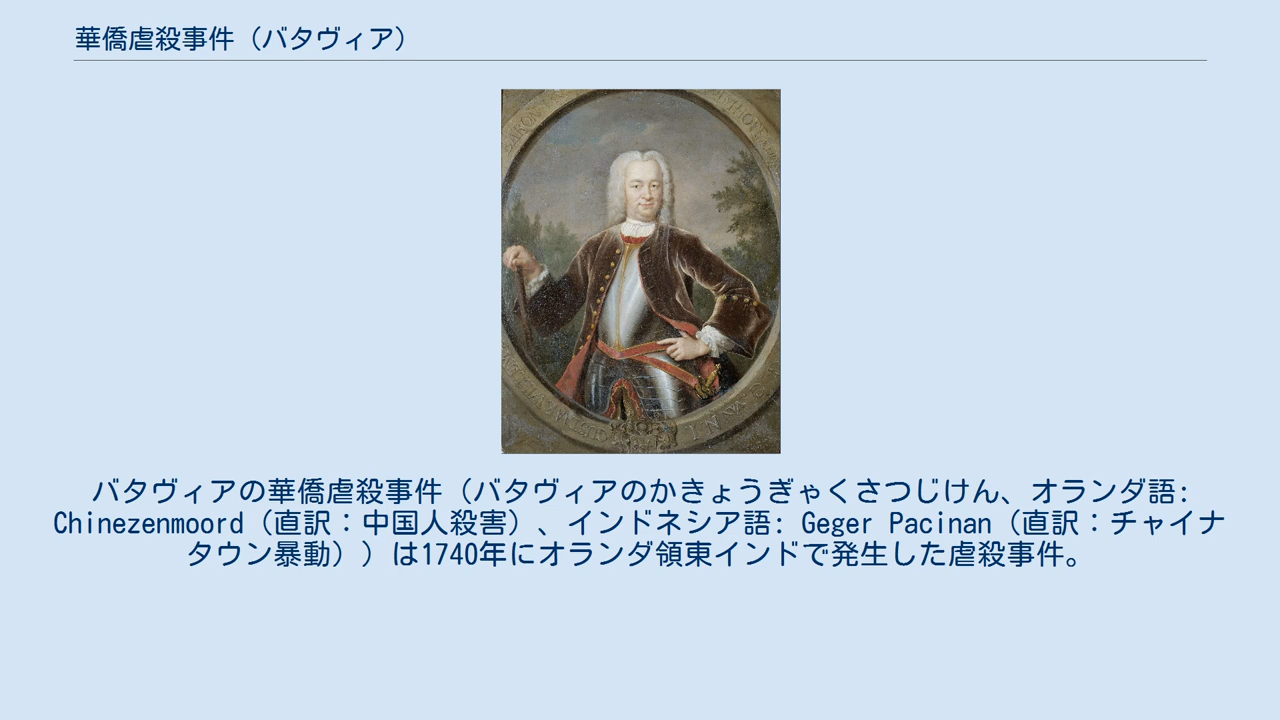 華僑虐殺事件（バタヴィア）
バタヴィアの華僑虐殺事件（バタヴィアのかきょうぎゃくさつじけん、オランダ語:
Chinezenmoord（直訳：中国人殺害）、インドネシア語: Geger Pacinan（直訳：チャイナ
タウン暴動））は1740年にオランダ領東インドで発生した虐殺事件。